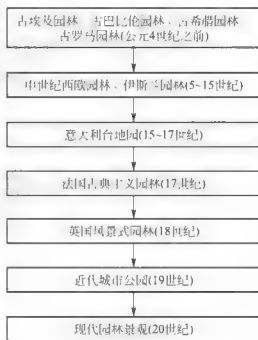 古埃及园林、古巴比伦园林、古希腊园林
古罗马园林(公元4世纪之前)
中世纪西欧园林、伊斯兰园林(5~15世纪)
意大利台地园(15~17世纪)
法国古典主义园林(17世纪)
英国风景式园林(18世纪)
近代城市公园(19世纪)
现代园林景观(20世纪)